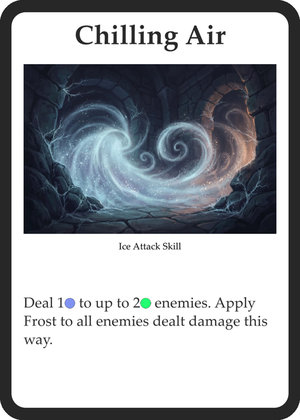 Chilling Air
Ice Attack Skill
Deal 1 to up to 2 enemies. Apply
Frost to all enemies dealt damage this
way.